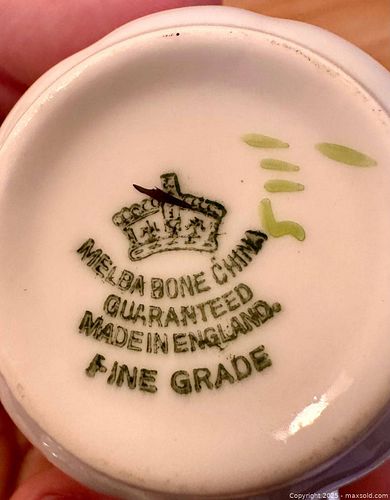 MELBA BONE CHINA
GUARANTEED
MADE IN ENGLAND.
FINE GRADE
Copyright 2025 - maxsold.com